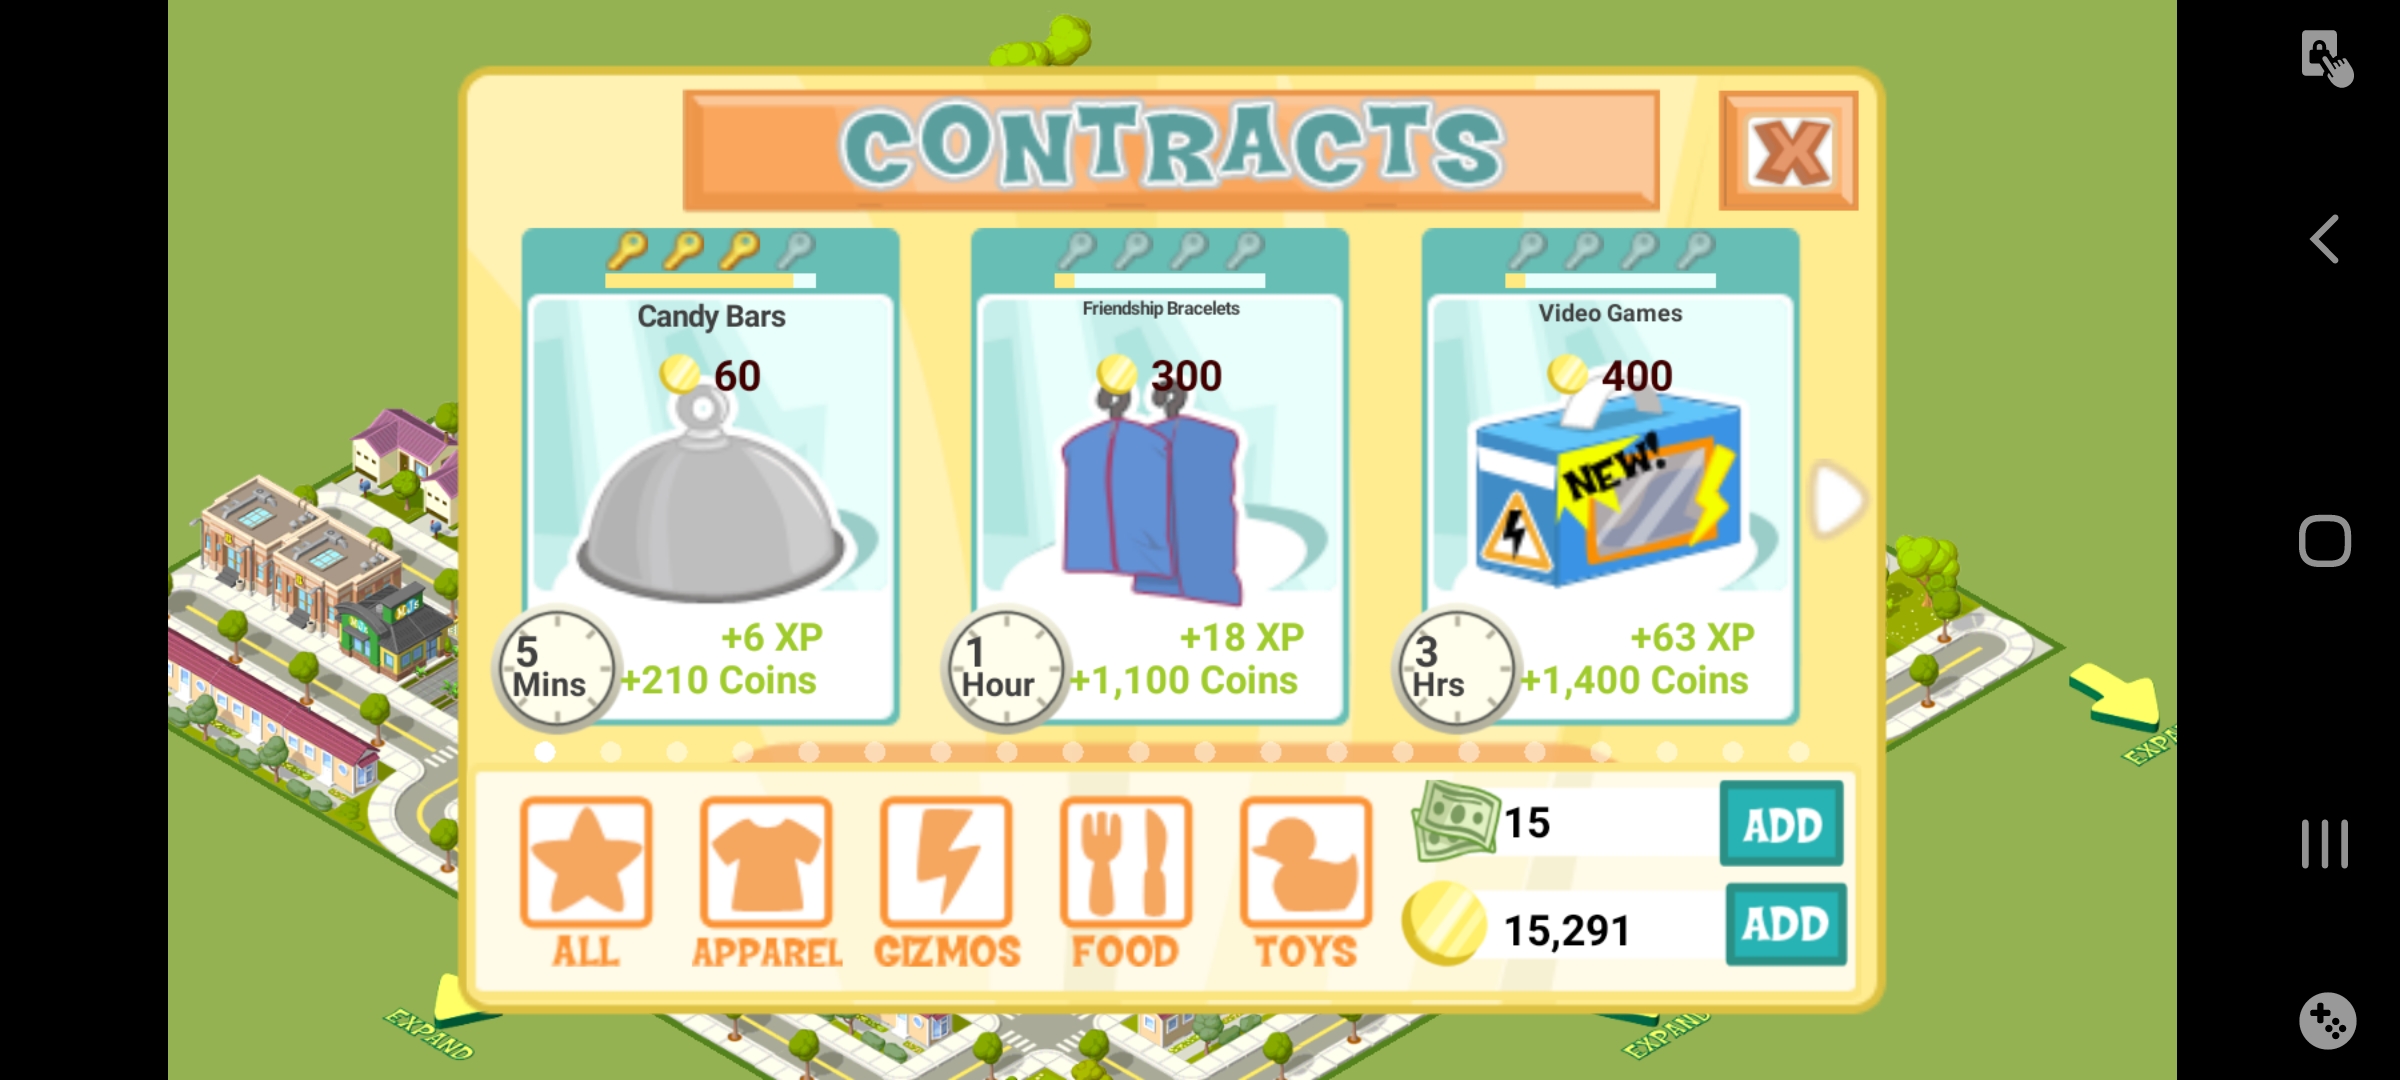 CONTRACTS
X
Candy Bars
60
5
Mins
+6 XP
+210 Coins
Friendship Bracelets
300
1
Hour
+18 XP
+1,100 Coins
Video Games
400
NEW!
3
Hrs
+63 XP
+1,400 Coins
ALL
APPAREL
GIZMOS
FOOD
TOYS
15
ADD
15,291
ADD
MJs
EXPAND
EXPAND